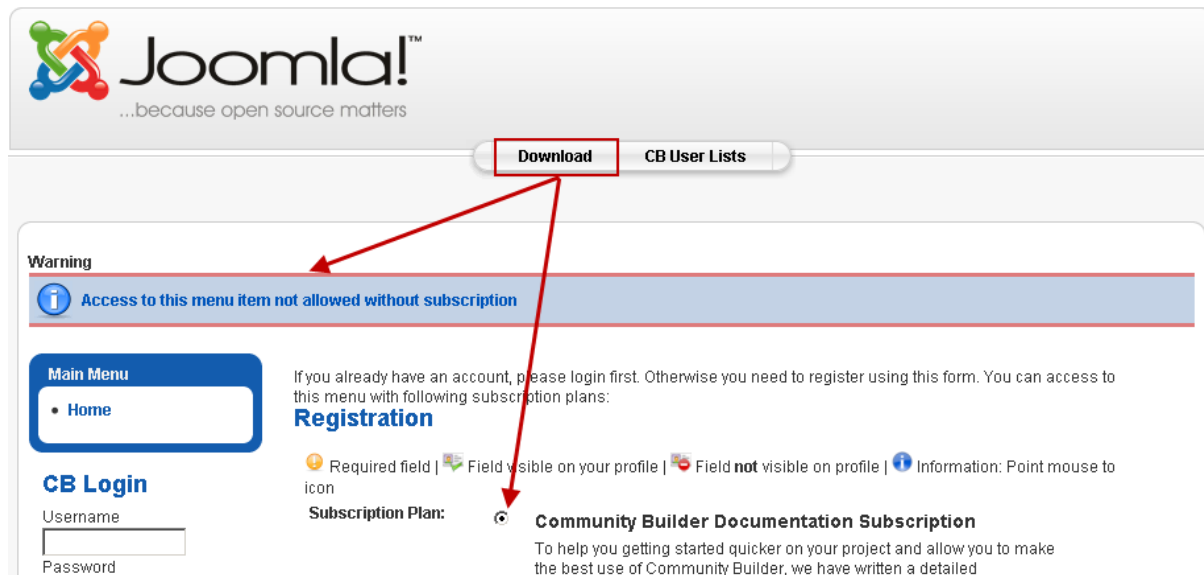 Joomla!™
...because open source matters
Download
CB User Lists
Warning
Access to this menu item not allowed without subscription
Main Menu
Home
CB Login
Username
Password
If you already have an account, please login first. Otherwise you need to register using this form. You can access to
this menu with following subscription plans:
Registration
Required field | Field visible on your profile | Field not visible on profile | Information: Point mouse to
icon
Subscription Plan:
Community Builder Documentation Subscription
To help you getting started quicker on your project and allow you to make
the best use of Community Builder, we have written a detailed